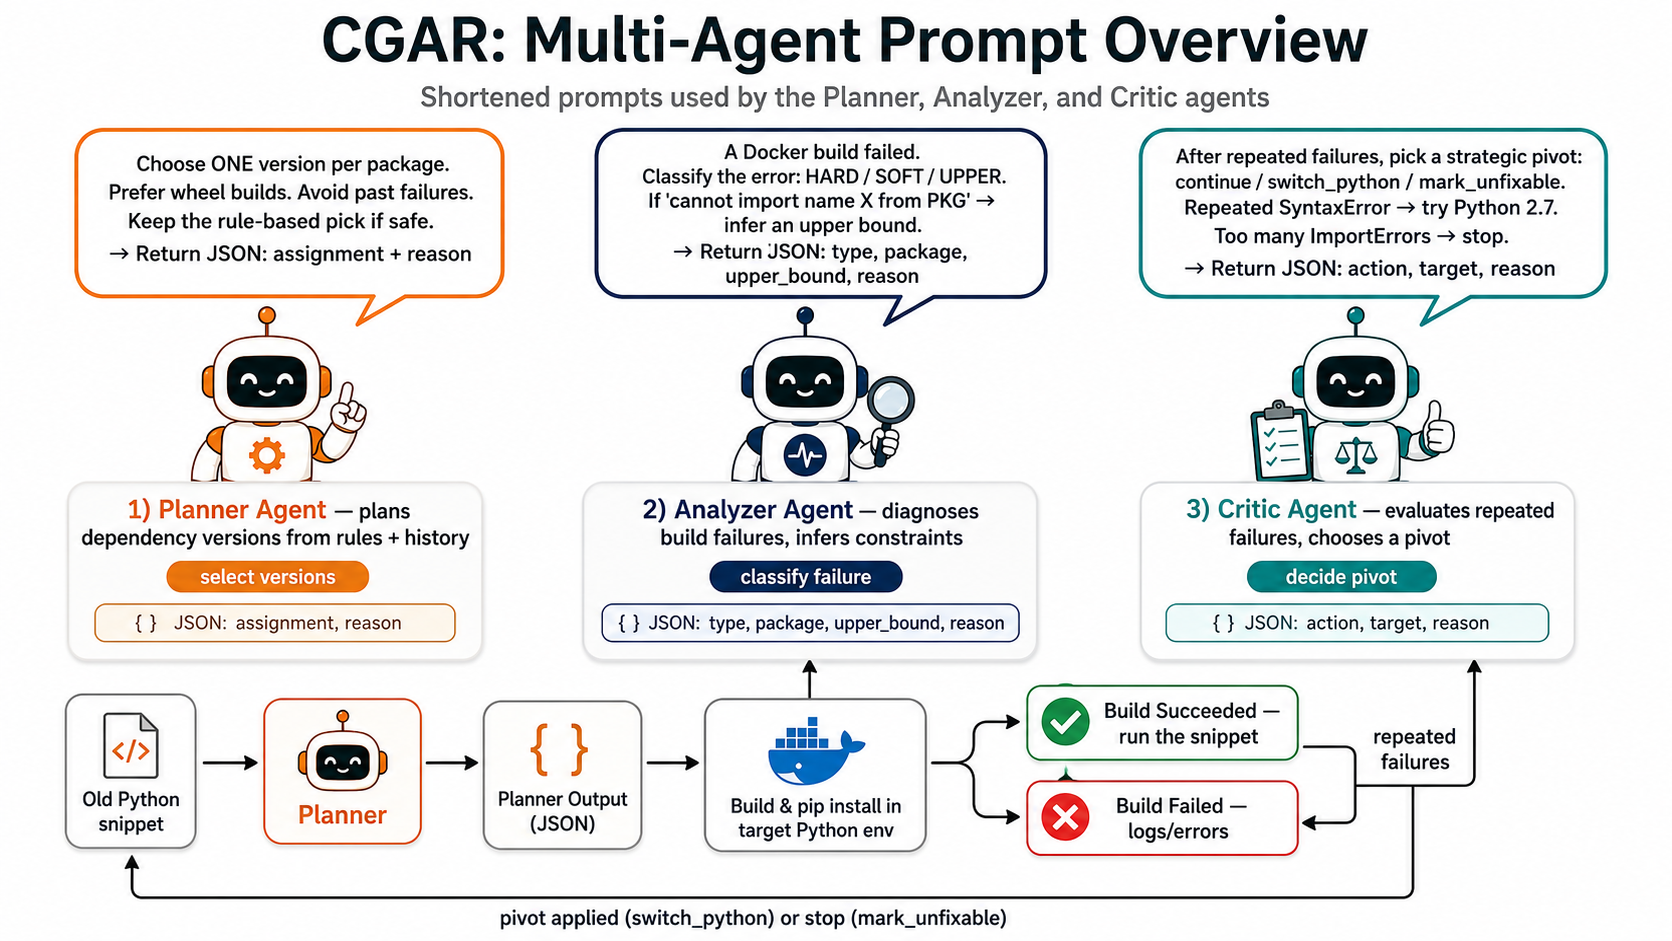 CGAR: Multi-Agent Prompt Overview
Shortened prompts used by the Planner, Analyzer, and Critic agents
Choose ONE version per package.
Prefer wheel builds. Avoid past failures.
Keep the rule-based pick if safe.
→ Return JSON: assignment + reason
A Docker build failed.
Classify the error: HARD / SOFT / UPPER.
If 'cannot import name X from PKG' →
infer an upper bound.
→ Return JSON: type, package,
upper_bound, reason
After repeated failures, pick a strategic pivot:
continue / switch_python / mark_unfixable.
Repeated SyntaxError → try Python 2.7.
Too many ImportErrors → stop.
→ Return JSON: action, target, reason
1) Planner Agent — plans
dependency versions from rules + history
select versions
{ } JSON: assignment, reason
2) Analyzer Agent — diagnoses
build failures, infers constraints
classify failure
{ } JSON: type, package, upper_bound, reason
3) Critic Agent — evaluates repeated
failures, chooses a pivot
decide pivot
{ } JSON: action, target, reason
</>
Old Python
snippet
Planner
{ }
Planner Output
(JSON)
Build & pip install in
target Python env
Build Succeeded —
run the snippet
Build Failed —
logs/errors
repeated
failures
pivot applied (switch_python) or stop (mark_unfixable)